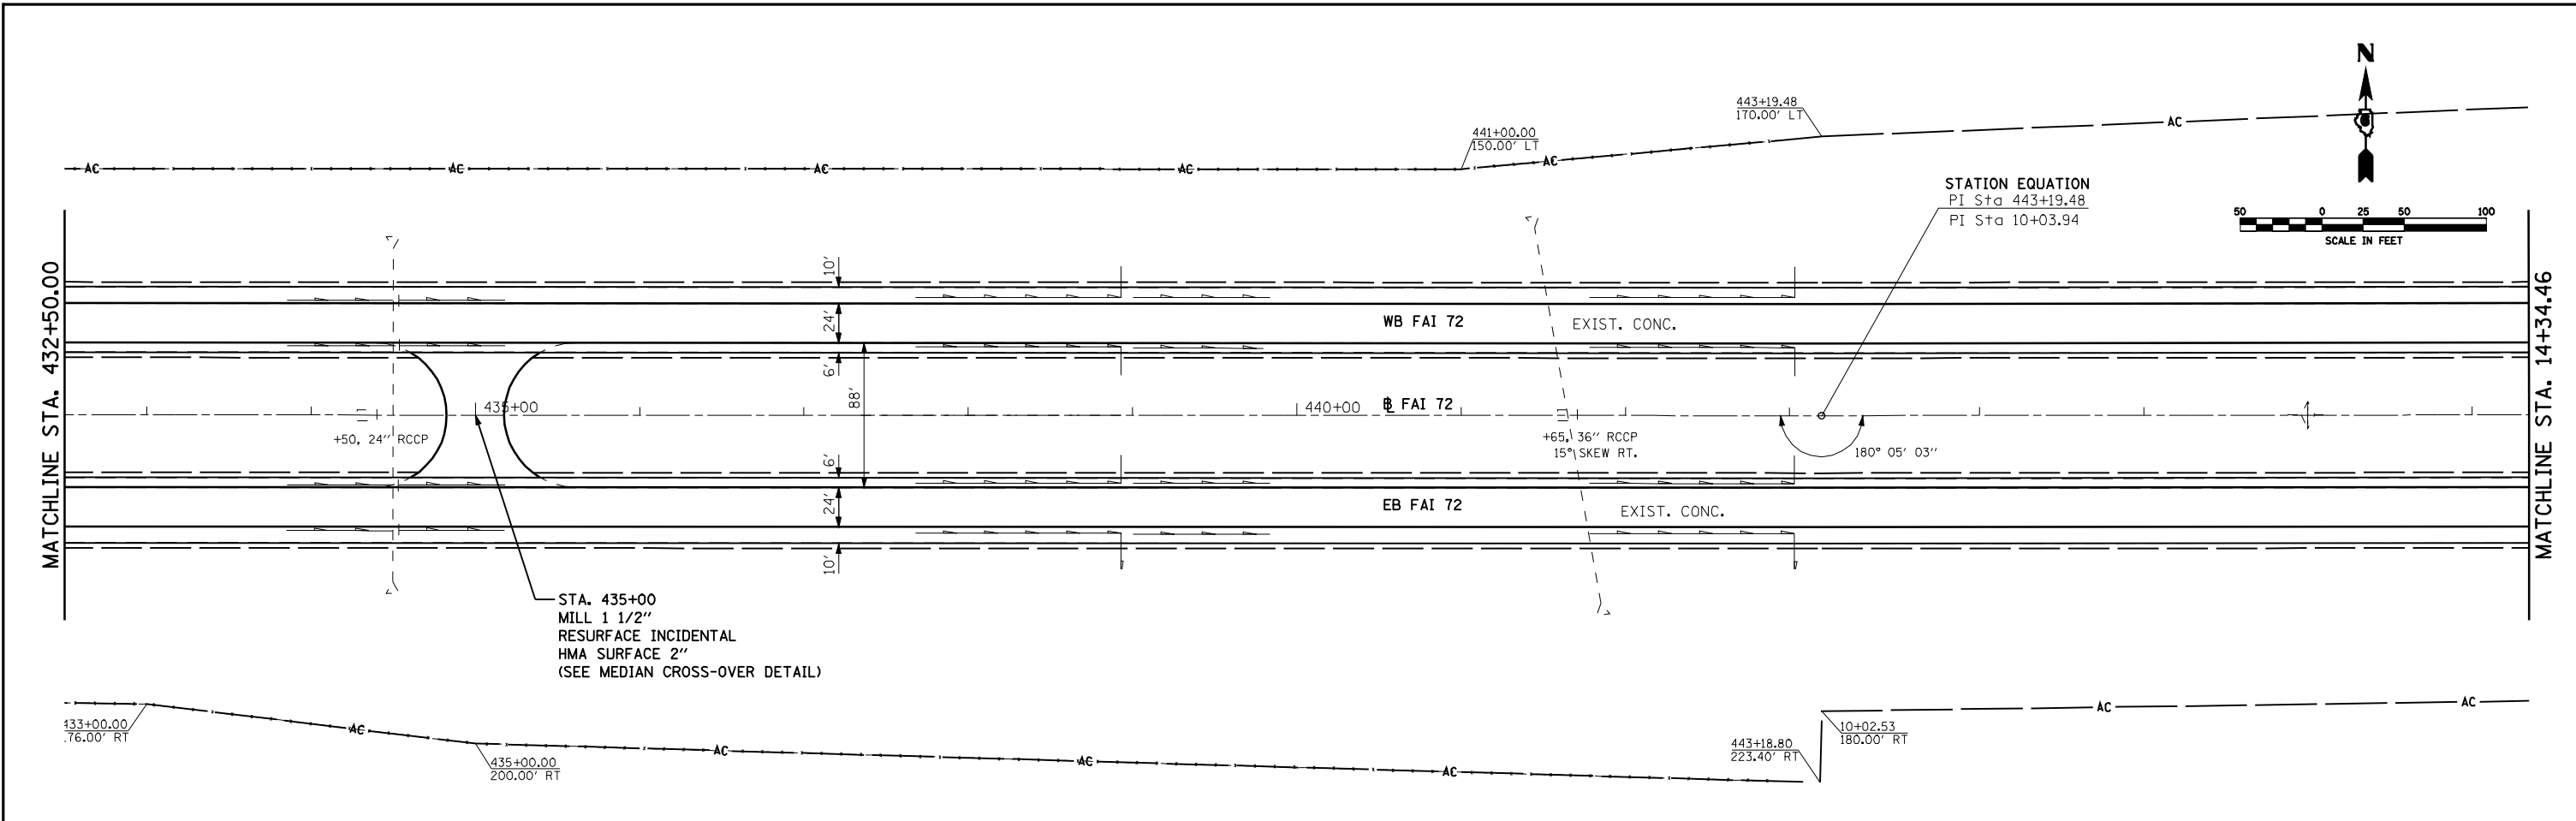 N
443+19.48
170.00' LT
441+00.00
150.00' LT
AC
AC
AC
AC
AC
AC
STATION EQUATION
PI Sta 443+19.48
PI Sta 10+03.94
50 0 25 50 100
SCALE IN FEET
MATCHLINE STA. 432+50.00
MATCHLINE STA. 14+34.46
10'
24'
6'
88'
6'
24'
10'
WB FAI 72
EXIST. CONC.
435+00
440+00
FAI 72
+50, 24" RCCP
+65, 36" RCCP
15° SKEW RT.
180° 05' 03"
EB FAI 72
EXIST. CONC.
STA. 435+00
MILL 1 1/2"
RESURFACE INCIDENTAL
HMA SURFACE 2"
(SEE MEDIAN CROSS-OVER DETAIL)
433+00.00
76.00' RT
AC
435+00.00
200.00' RT
AC
AC
AC
443+18.80
223.40' RT
10+02.53
180.00' RT
AC
AC